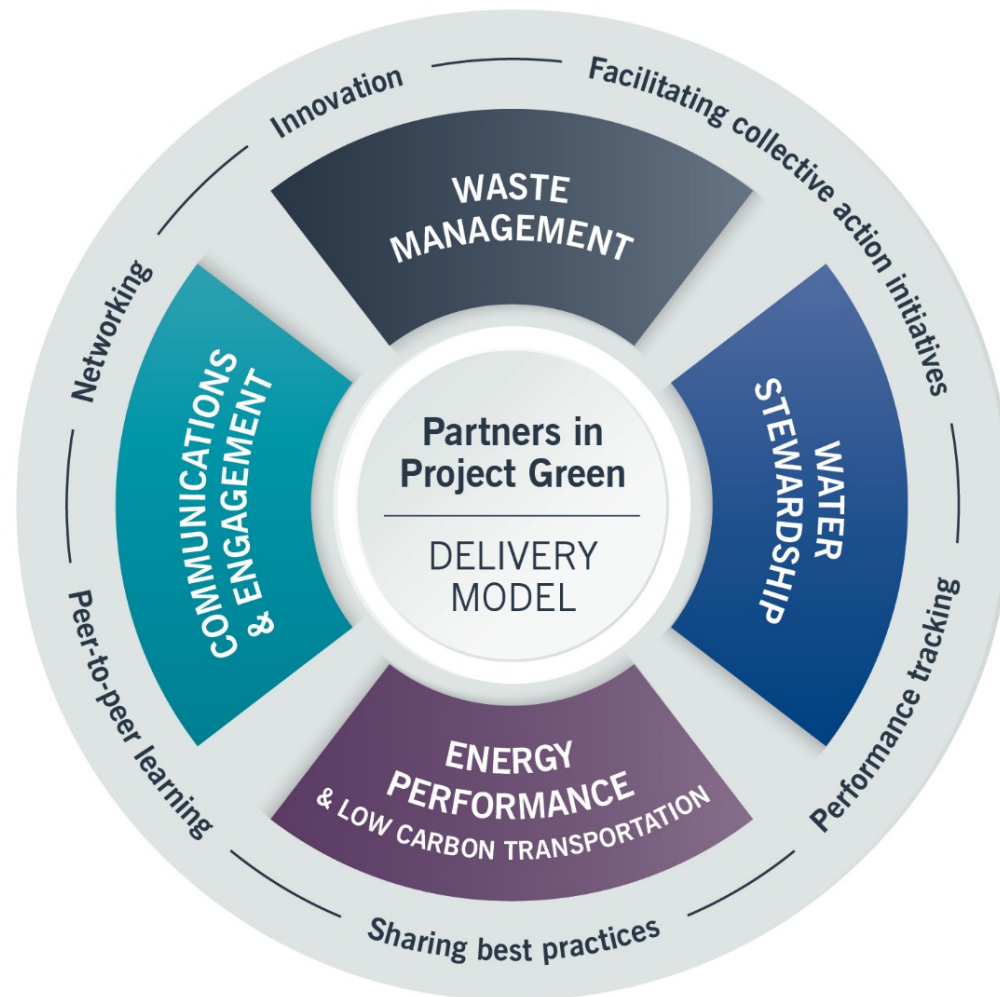 Innovation
Facilitating collective action initiatives
Performance tracking
Sharing best practices
Peer-to-peer learning
Networking
WASTE
MANAGEMENT
WATER
STEWARDSHIP
ENERGY
PERFORMANCE
& LOW CARBON TRANSPORTATION
COMMUNICATIONS
& ENGAGEMENT
Partners in
Project Green
DELIVERY
MODEL